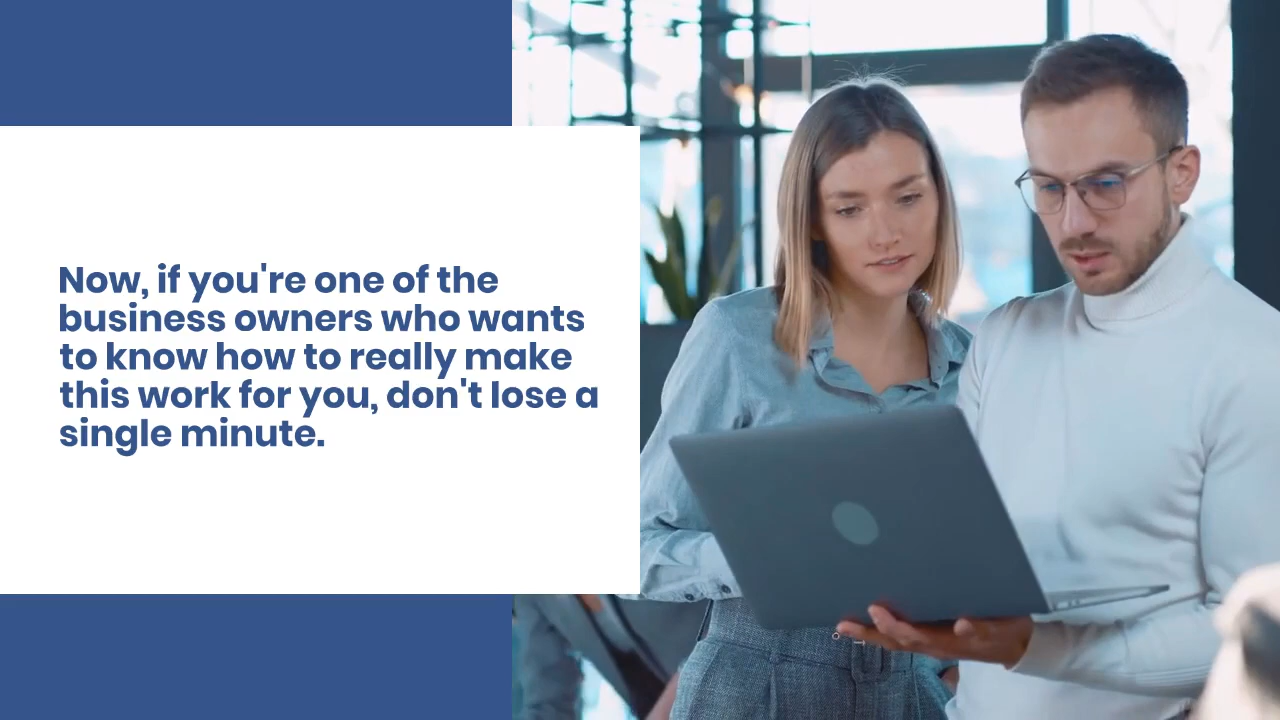 Now, if you're one of the
business owners who wants
to know how to really make
this work for you, don't lose a
single minute.